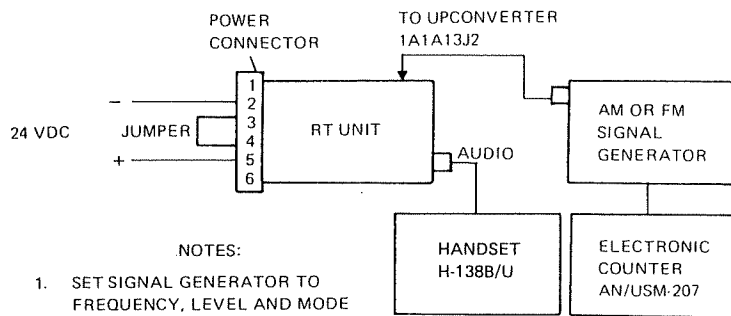 POWER
CONNECTOR
TO UPCONVERTER
1A1A13J2
1
2
3
4
5
6
–
24 VDC
JUMPER
+
RT UNIT
AUDIO
AM OR FM
SIGNAL
GENERATOR
HANDSET
H-138B/U
ELECTRONIC
COUNTER
AN/USM-207
NOTES:
1. SET SIGNAL GENERATOR TO
FREQUENCY, LEVEL AND MODE